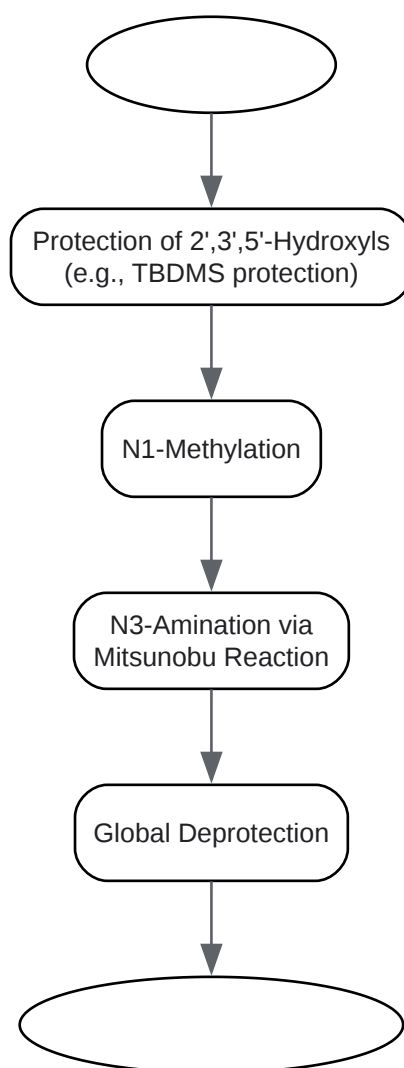 Protection of 2',3',5'-Hydroxyls
(e.g., TBDMS protection)
N1-Methylation
N3-Amination via
Mitsunobu Reaction
Global Deprotection